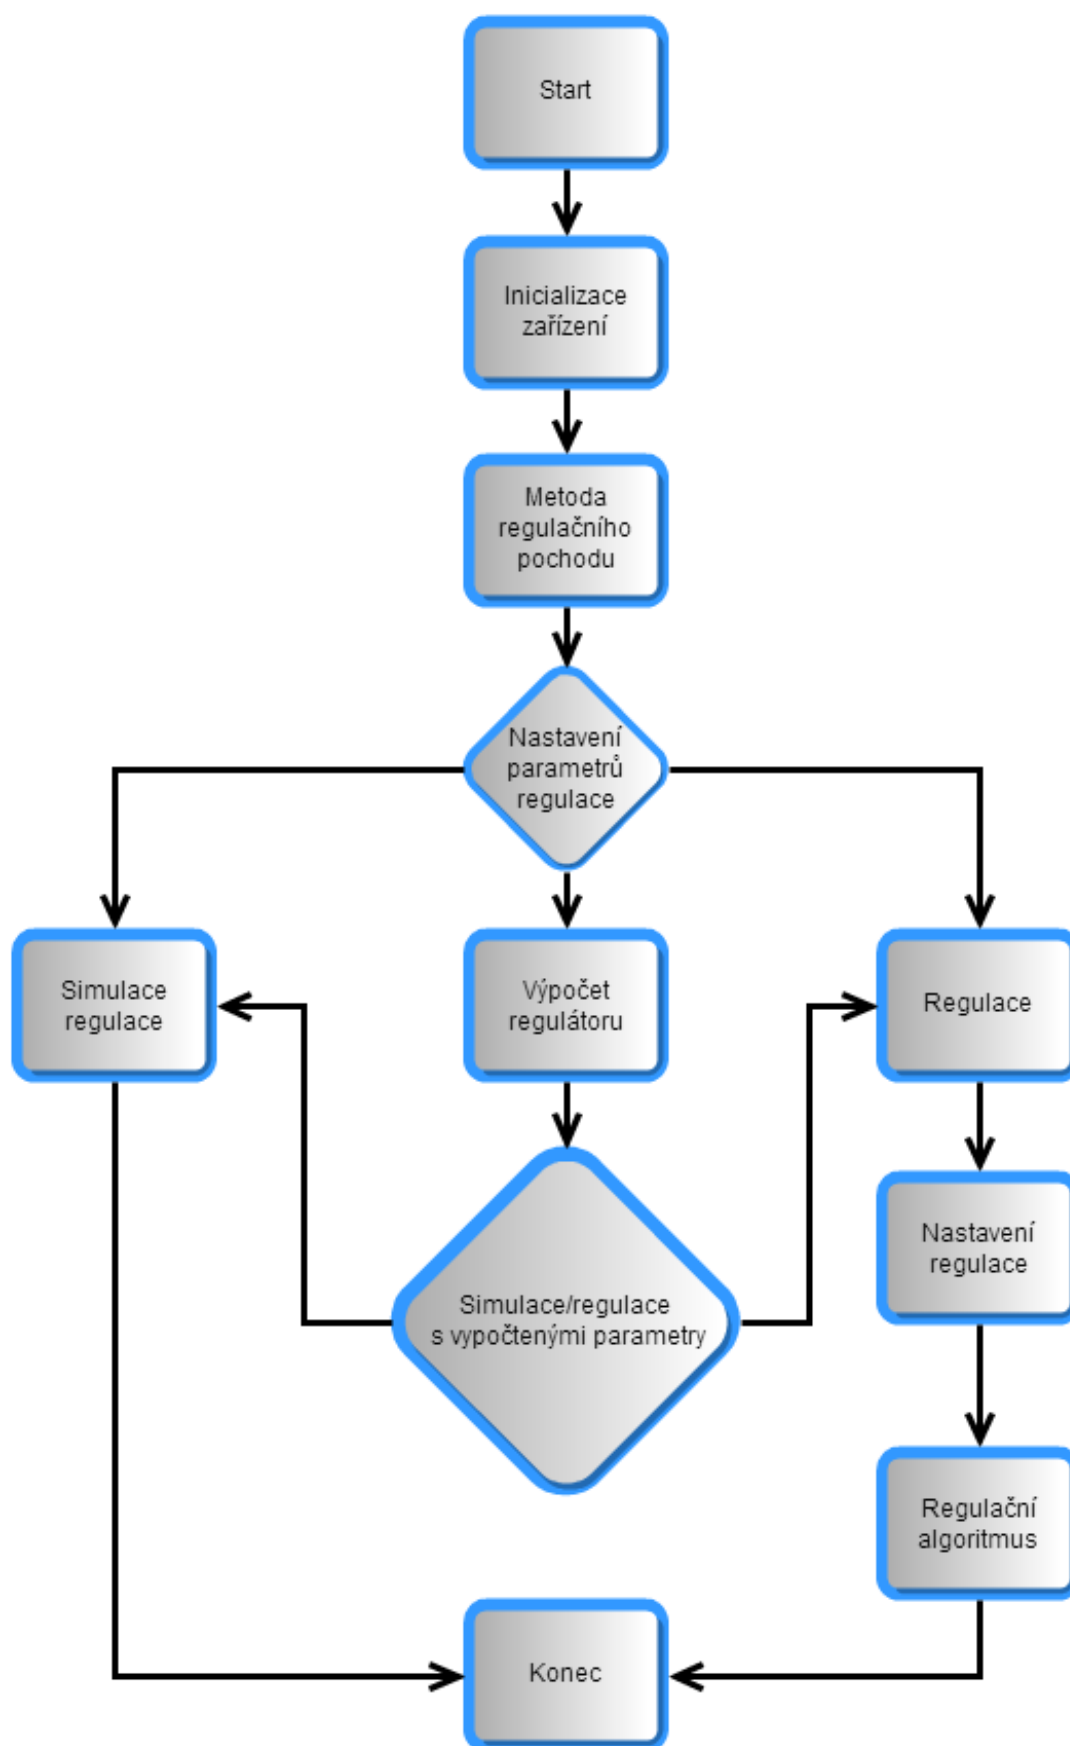 Start
Inicializace
zařízení
Metoda
regulačního
pochodu
Nastavení
parametrů
regulace
Simulace
regulace
Výpočet
regulátoru
Regulace
Nastavení
regulace
Simulace/regulace
s vypočtenými parametry
Regulační
algoritmus
Konec